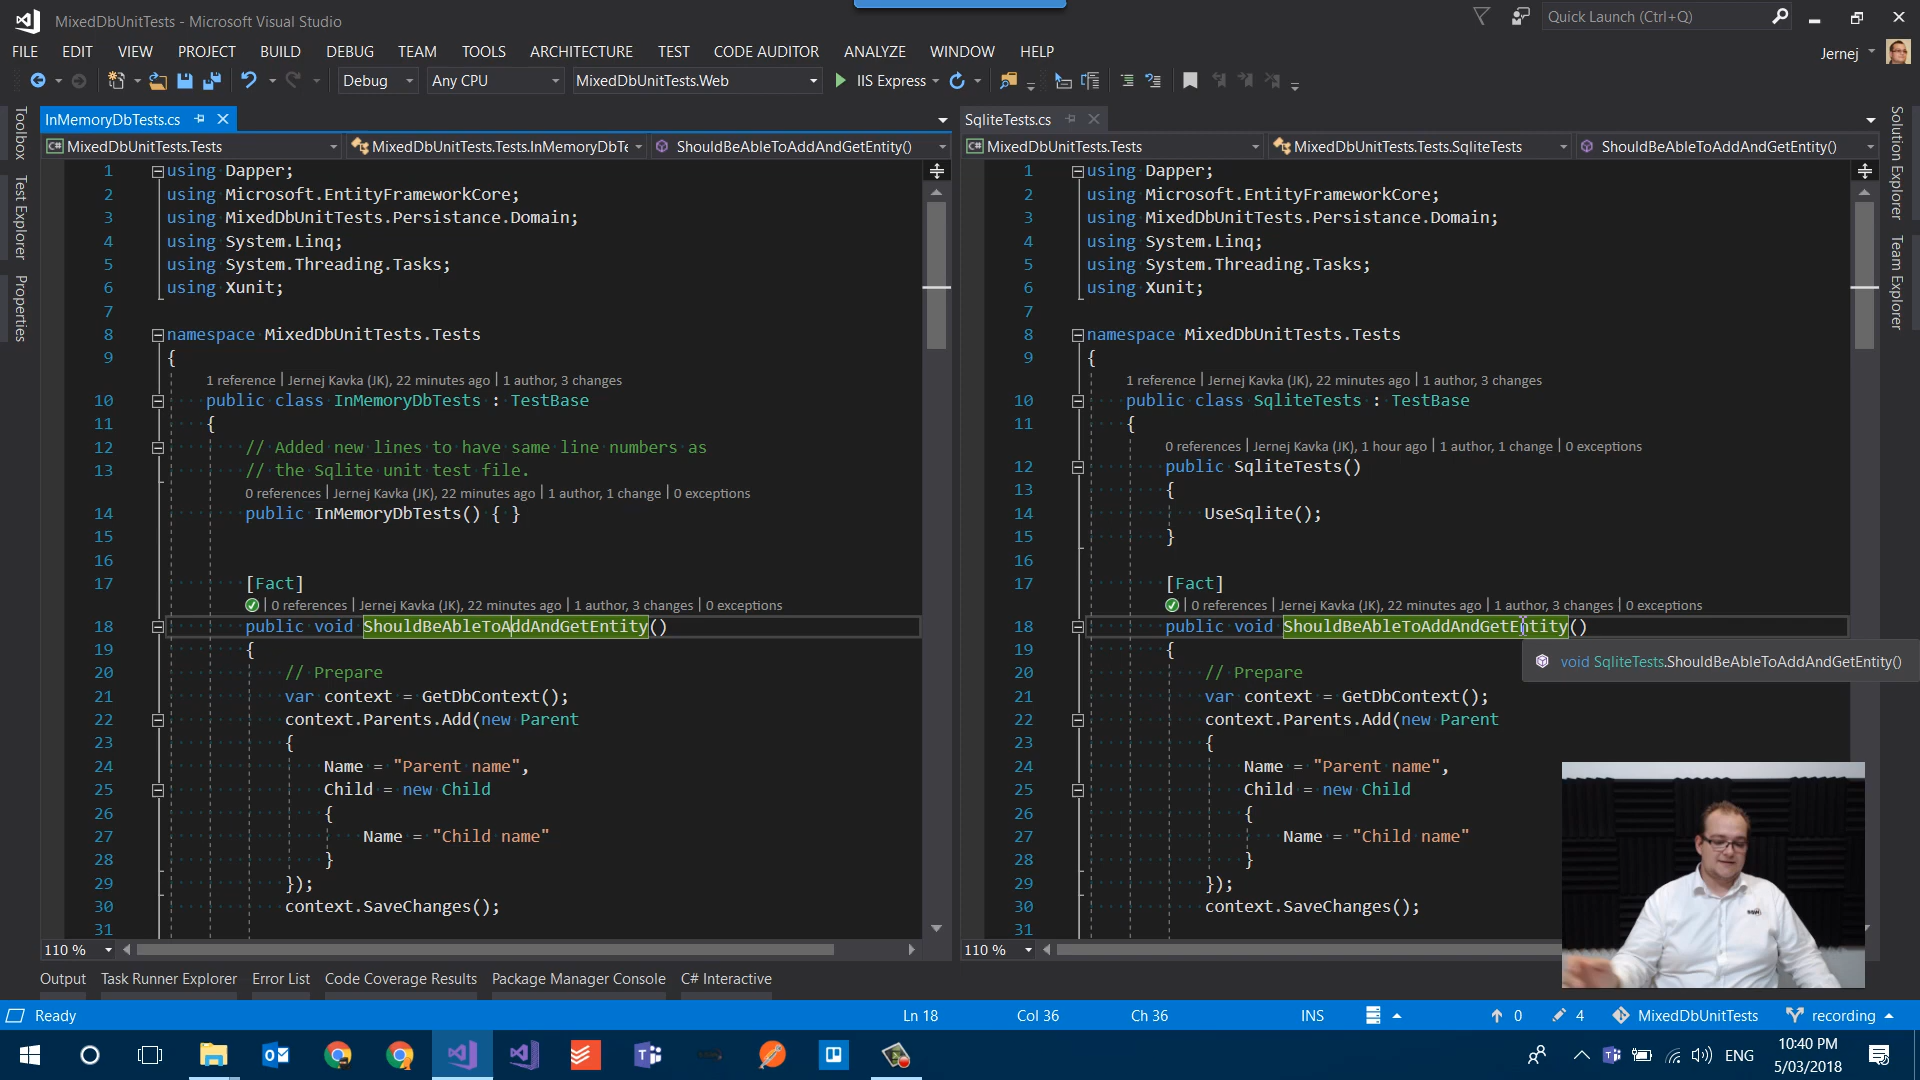 MixedDbUnitTests - Microsoft Visual Studio
Quick Launch (Ctrl+Q)
FILE EDIT VIEW PROJECT BUILD DEBUG TEAM TOOLS ARCHITECTURE TEST CODE AUDITOR ANALYZE WINDOW HELP
Jernej
Debug Any CPU MixedDbUnitTests.Web IIS Express
Toolbox
Test Explorer
Properties
InMemoryDbTests.cs
MixedDbUnitTests.Tests MixedDbUnitTests.Tests.InMemoryDbTe ShouldBeAbleToAddAndGetEntity()
1 using Dapper;
2 using Microsoft.EntityFrameworkCore;
3 using MixedDbUnitTests.Persistance.Domain;
4 using System.Linq;
5 using System.Threading.Tasks;
6 using Xunit;
7
8 namespace MixedDbUnitTests.Tests
9 {
1 reference | Jernej Kavka (JK), 22 minutes ago | 1 author, 3 changes
10 public class InMemoryDbTests : TestBase
11 {
12 // Added new lines to have same line numbers as
13 // the Sqlite unit test file.
0 references | Jernej Kavka (JK), 22 minutes ago | 1 author, 1 change | 0 exceptions
14 public InMemoryDbTests() { }
15
16
17 [Fact]
0 references | Jernej Kavka (JK), 22 minutes ago | 1 author, 3 changes | 0 exceptions
18 public void ShouldBeAbleToAddAndGetEntity()
19 {
20 // Prepare
21 var context = GetDbContext();
22 context.Parents.Add(new Parent
23 {
24 Name = "Parent name",
25 Child = new Child
26 {
27 Name = "Child name"
28 }
29 });
30 context.SaveChanges();
31
110 %
SqliteTests.cs
MixedDbUnitTests.Tests MixedDbUnitTests.Tests.SqliteTests ShouldBeAbleToAddAndGetEntity()
1 using Dapper;
2 using Microsoft.EntityFrameworkCore;
3 using MixedDbUnitTests.Persistance.Domain;
4 using System.Linq;
5 using System.Threading.Tasks;
6 using Xunit;
7
8 namespace MixedDbUnitTests.Tests
9 {
1 reference | Jernej Kavka (JK), 22 minutes ago | 1 author, 3 changes
10 public class SqliteTests : TestBase
11 {
0 references | Jernej Kavka (JK), 1 hour ago | 1 author, 1 change | 0 exceptions
12 public SqliteTests()
13 {
14 UseSqlite();
15 }
16
17 [Fact]
0 references | Jernej Kavka (JK), 22 minutes ago | 1 author, 3 changes | 0 exceptions
18 public void ShouldBeAbleToAddAndGetEntity()
void SqliteTests.ShouldBeAbleToAddAndGetEntity()
19 {
20 // Prepare
21 var context = GetDbContext();
22 context.Parents.Add(new Parent
23 {
24 Name = "Parent name",
25 Child = new Child
26 {
27 Name = "Child name"
28 }
29 });
30 context.SaveChanges();
31
110 %
Solution Explorer
Team Explorer
SSW
Output Task Runner Explorer Error List Code Coverage Results Package Manager Console C# Interactive
Ready Ln 18 Col 36 Ch 36 INS 0 4 MixedDbUnitTests recording
ENG
10:40 PM
5/03/2018